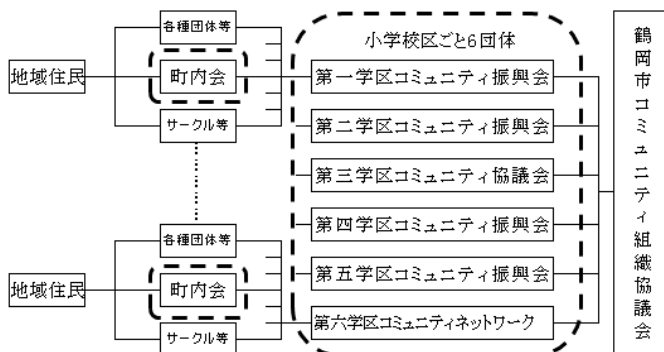 各種団体等
小学校区ごと6団体
地域住民
町内会
第一学区コミュニティ振興会
サークル等
第二学区コミュニティ振興会
第三学区コミュニティ協議会
第四学区コミュニティ振興会
各種団体等
第五学区コミュニティ振興会
地域住民
町内会
第六学区コミュニティネットワーク
サークル等
鶴岡市コミュニティ組織協議会